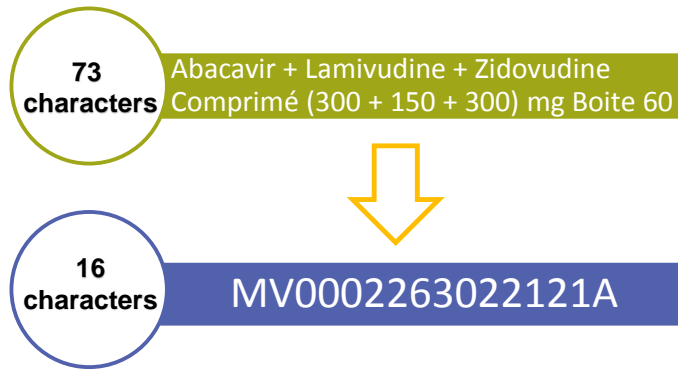 73
characters
Abacavir + Lamivudine + Zidovudine
Comprimé (300 + 150 + 300) mg Boite 60
16
characters
MV0002263022121A